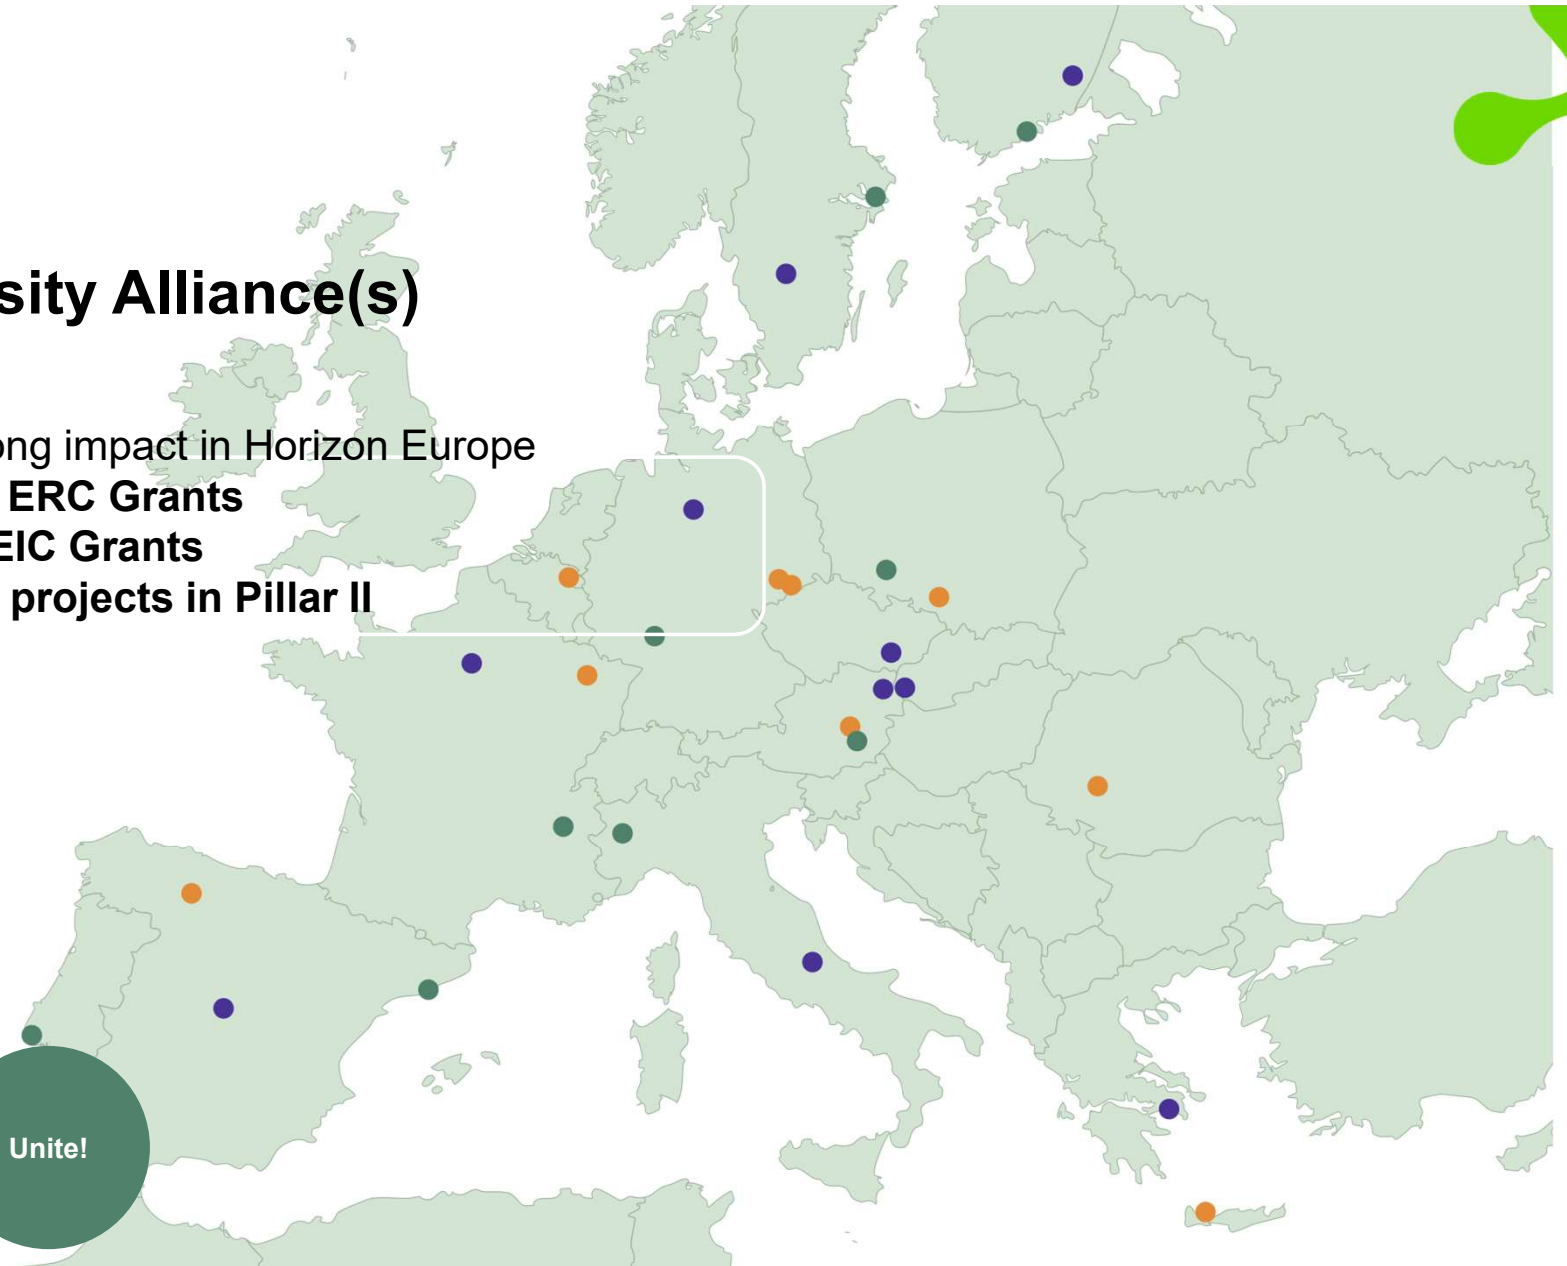 sity Alliance(s)
ong impact in Horizon Europe
ERC Grants
EIC Grants
projects in Pillar II
Unite!